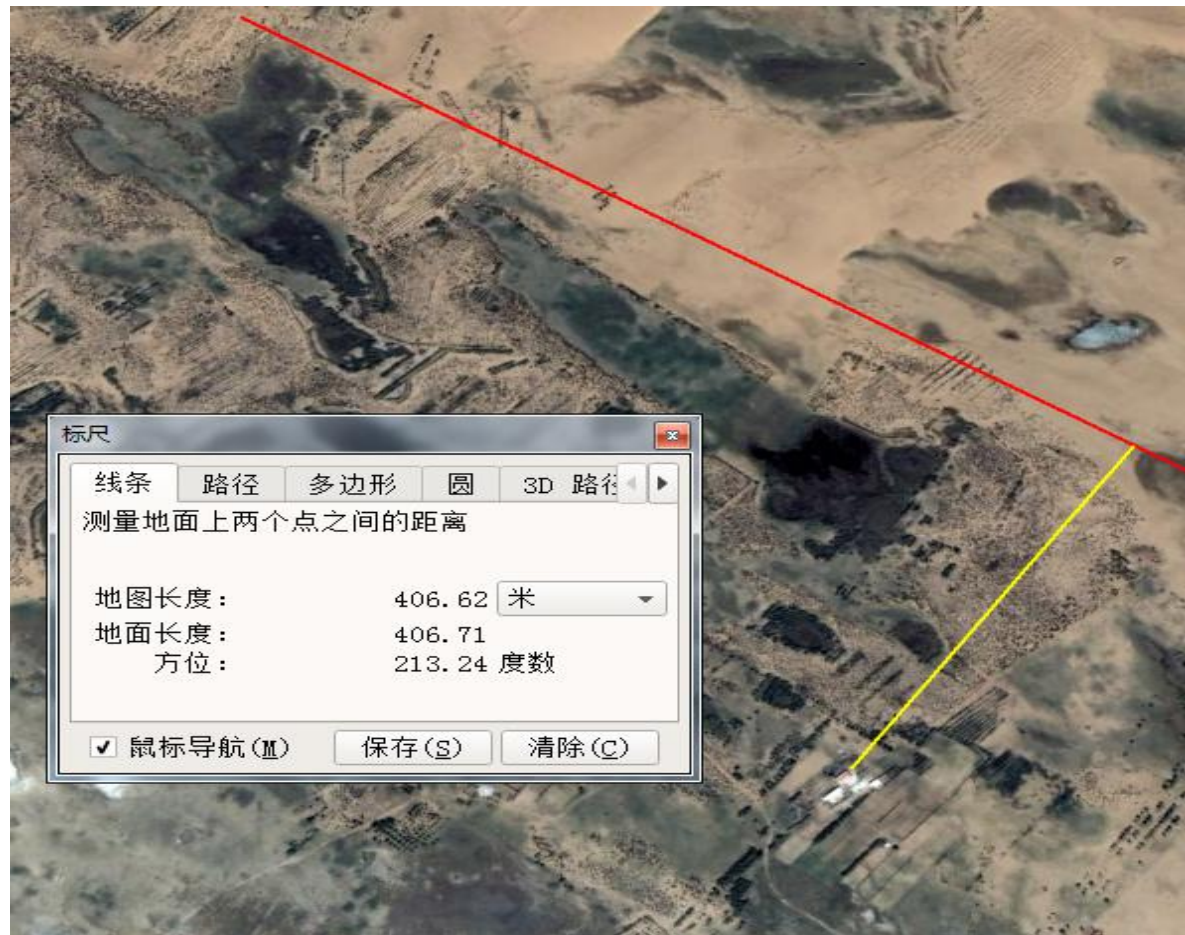 标尺
线条 路径 多边形 圆 3D 路径
测量地面上两个点之间的距离
地图长度： 406.62 米
地面长度： 406.71
方位： 213.24 度数
鼠标导航(M) 保存(S) 清除(C)